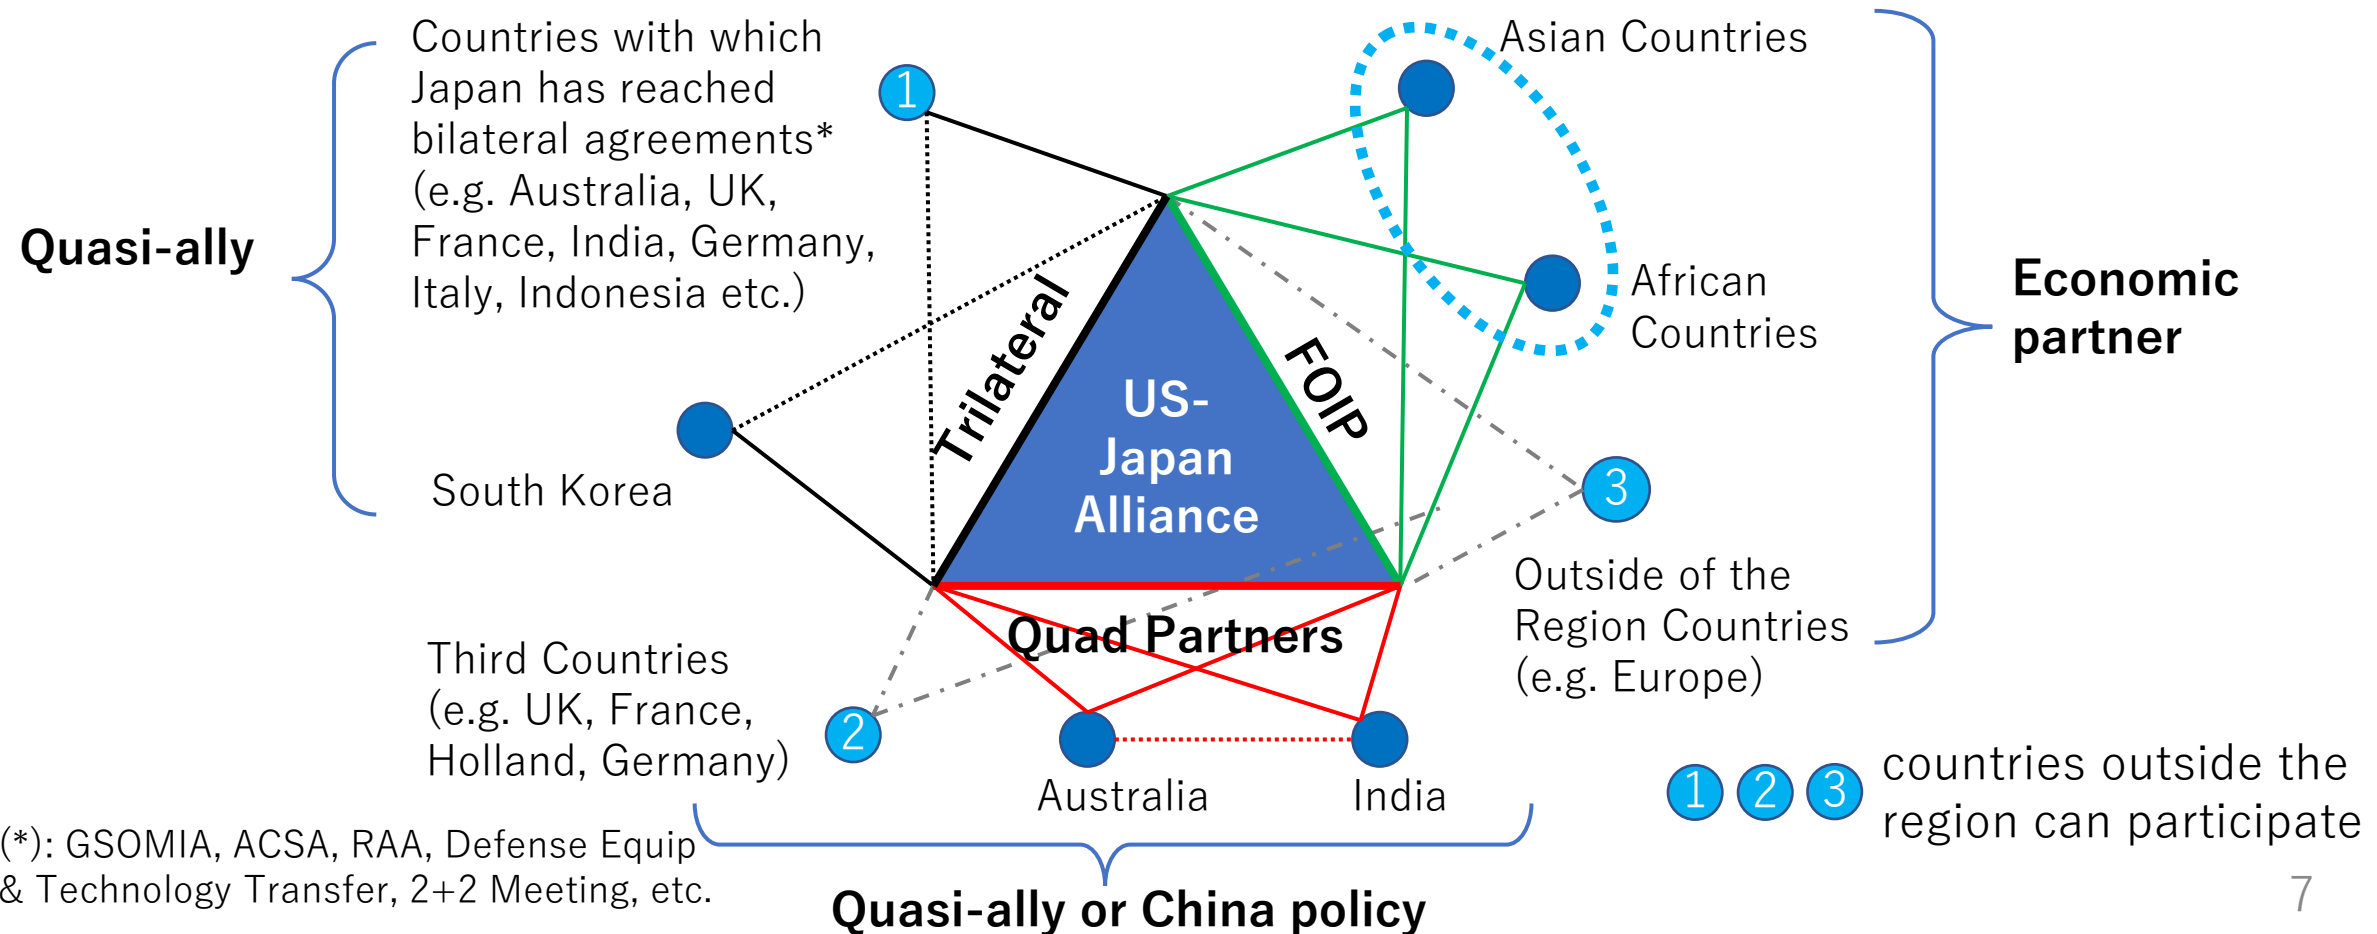 Countries with which
Japan has reached
bilateral agreements*
(e.g. Australia, UK,
France, India, Germany,
Italy, Indonesia etc.)
Quasi-ally
South Korea
1
Trilateral
US-
Japan
Alliance
FOIP
Asian Countries
African
Countries
Economic
partner
3
Outside of the
Region Countries
(e.g. Europe)
Quad Partners
Third Countries
(e.g. UK, France,
Holland, Germany)
2
Australia
India
1 2 3
countries outside the
region can participate
(*): GSOMIA, ACSA, RAA, Defense Equip
& Technology Transfer, 2+2 Meeting, etc.
Quasi-ally or China policy
7